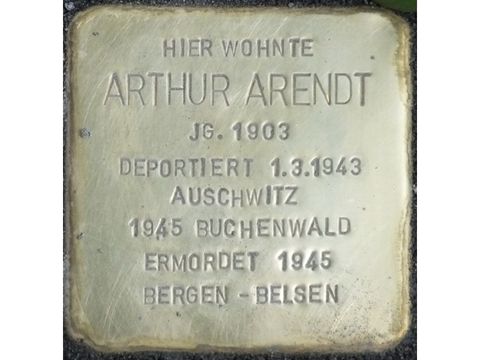 HIER WOHNTE
ARTHUR ARENDT
JG. 1903
DEPORTIERT 1.3.1943
AUSCHWITZ
1945 BUCHENWALD
ERMORDET 1945
BERGEN - BELSEN